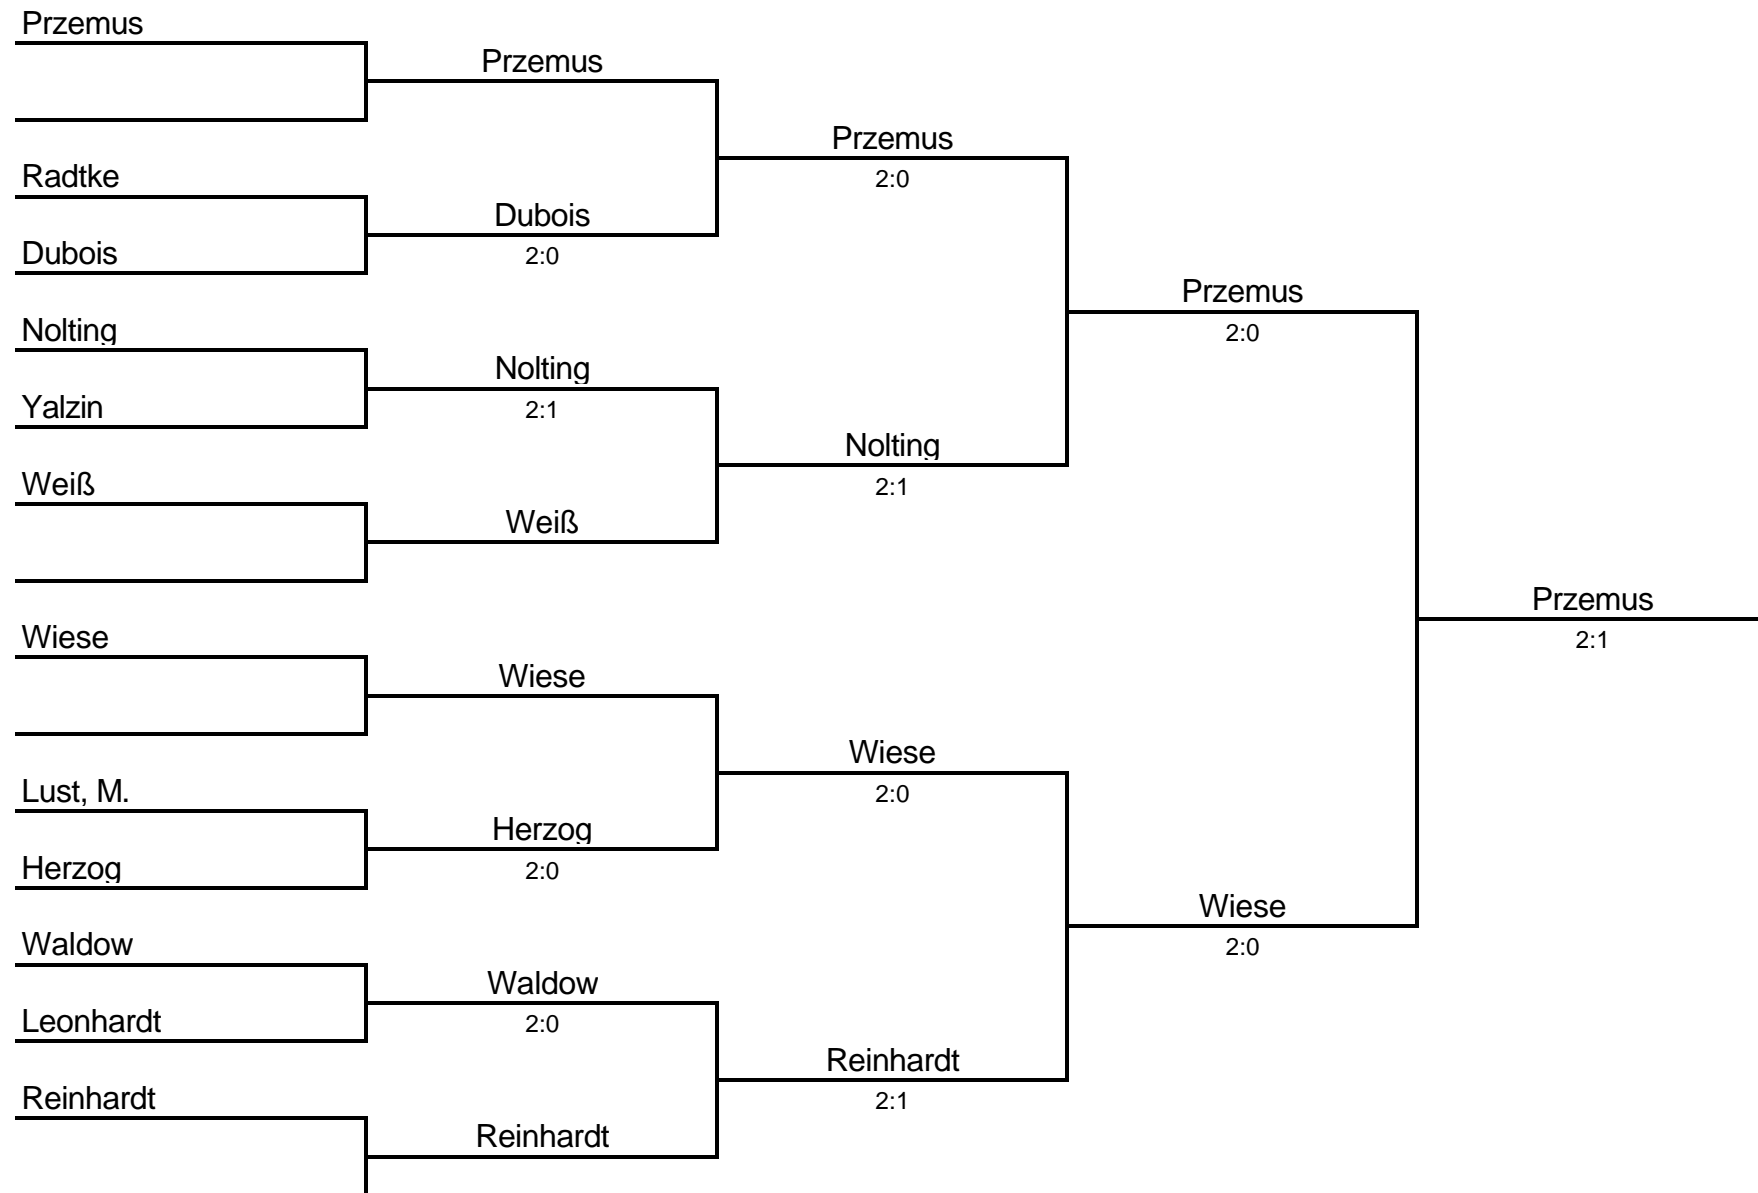 Przemus
Radtke
Dubois
Nolting
Yalzin
Weiß
Wiese
Lust, M.
Herzog
Waldow
Leonhardt
Reinhardt
Przemus
Dubois
2:0
Nolting
2:1
Weiß
Wiese
Herzog
2:0
Waldow
2:0
Reinhardt
Przemus
2:0
Nolting
2:1
Wiese
2:0
Reinhardt
2:1
Przemus
2:0
Wiese
2:0
Przemus
2:1